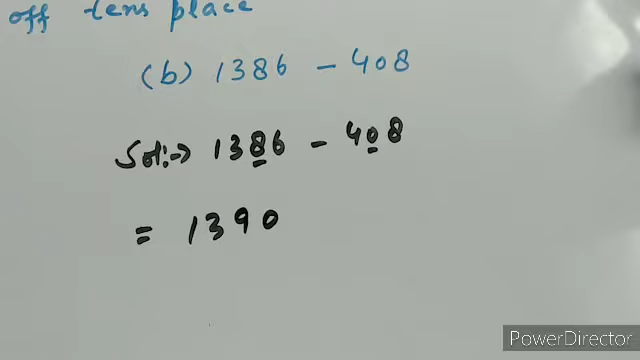 off tens place
(b) 1386 - 408
Sol:→ 1386 - 408
= 1390
PowerDirector